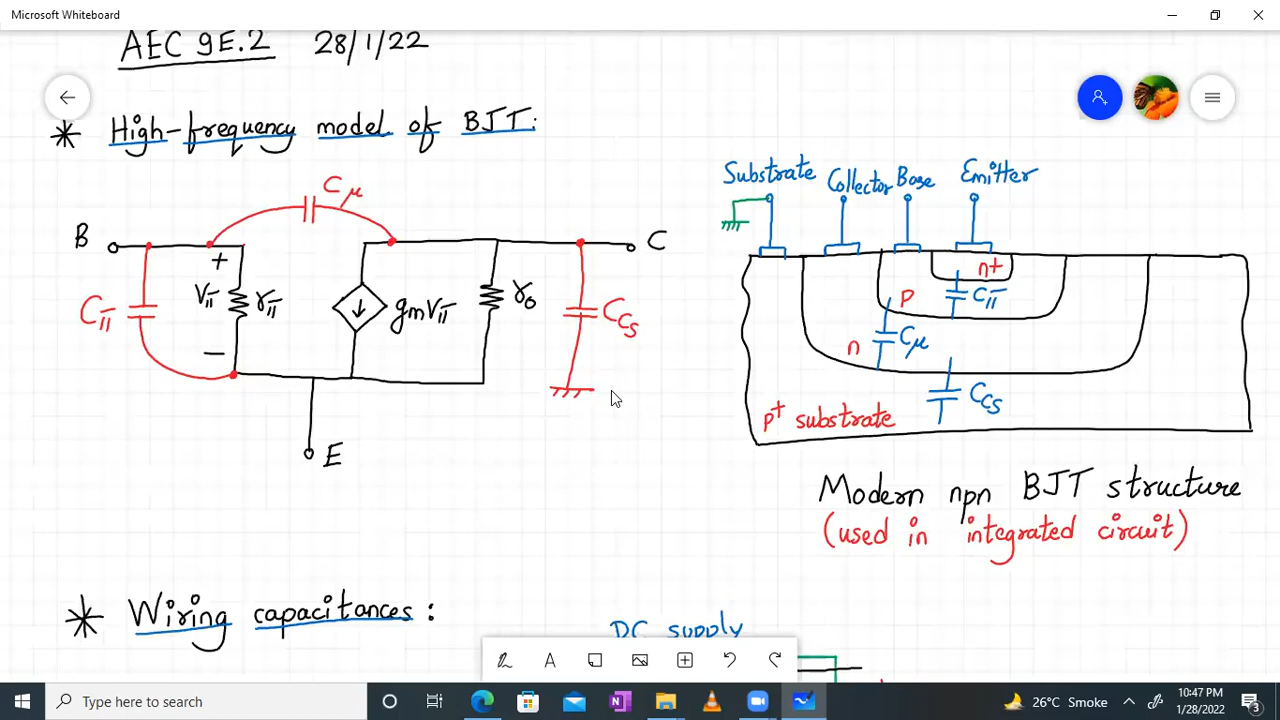 Microsoft Whiteboard
AEC 9E.2 28/1/22
* High-frequency model of BJT:
Cμ
B
C
+
Vπ
rπ
gmVπ
r0
Cπ
CCS
−
E
Substrate
Collector
Base
Emitter
n+
p
Cπ
n
Cμ
CCS
p+ substrate
Modern npn BJT structure
(used in integrated circuit)
* Wiring capacitances:
DC supply
A
Type here to search
N
26°C Smoke
10:47 PM
1/28/2022
3